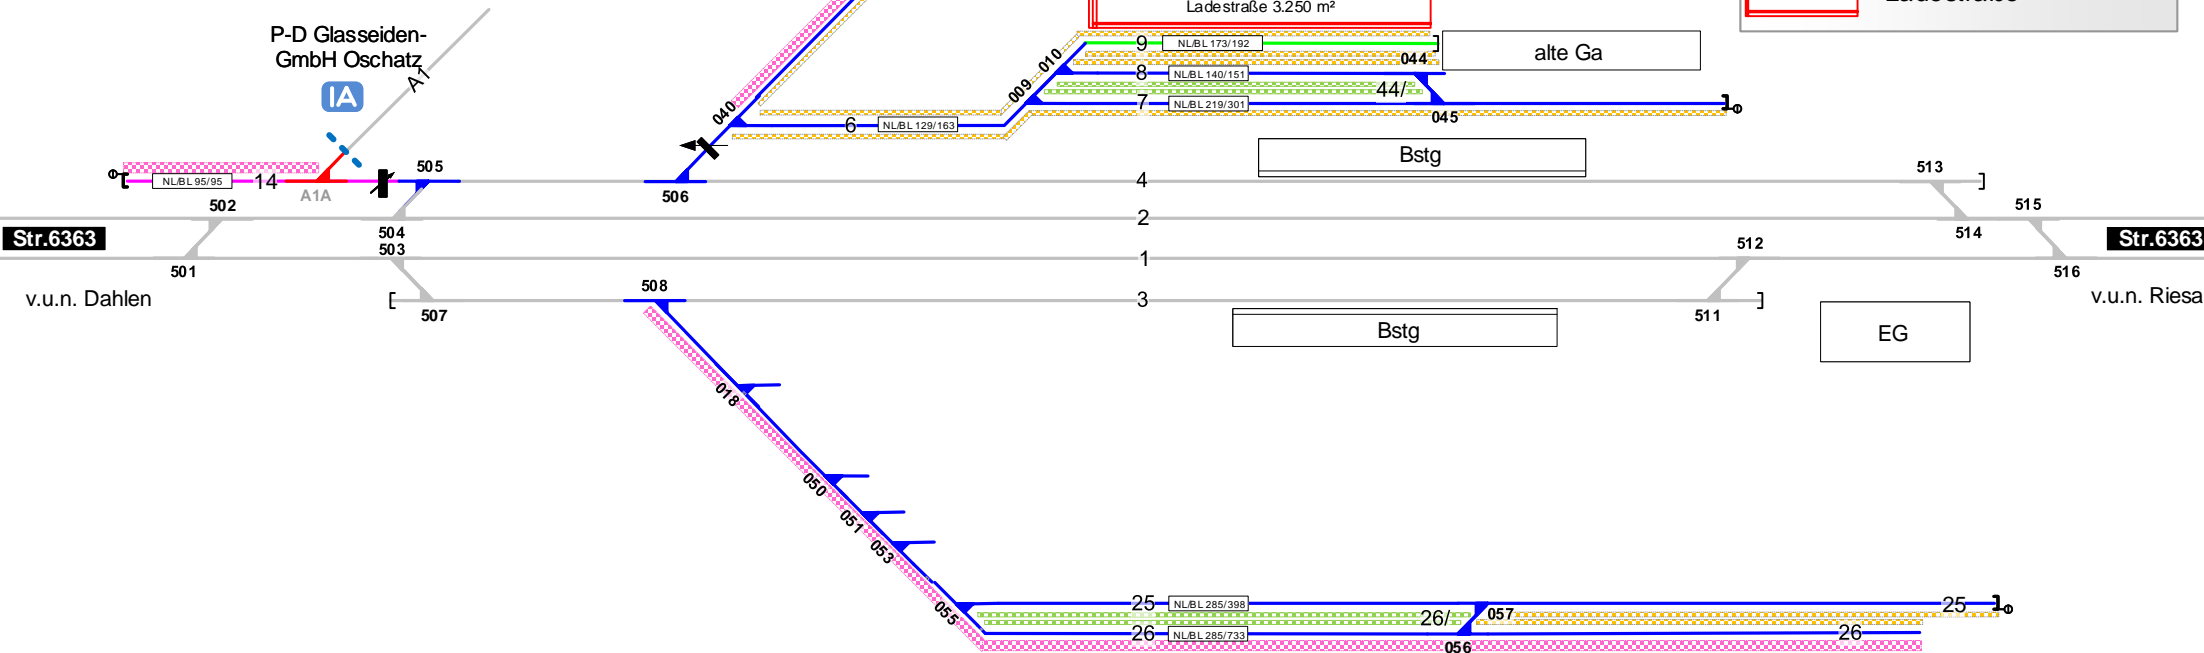 Ladestraße 3.250 m²
P-D Glasseiden-
GmbH Oschatz
A1
IA
040
009
010
9 NL/BL 173/192
044
alte Ga
8 NL/BL 140/151
44/
7 NL/BL 219/301
045
6 NL/BL 129/163
Bstg
NL/BL 95/95 14
A1A
505
506
4
513
502
504
2
515
514
Str.6363
Str.6363
503
501
1
512
516
v.u.n. Dahlen
v.u.n. Riesa
508
507
3
511
Bstg
EG
018
050
051
053
055
25 NL/BL 285/398
25
26/
057
26 NL/BL 285/733
26
056